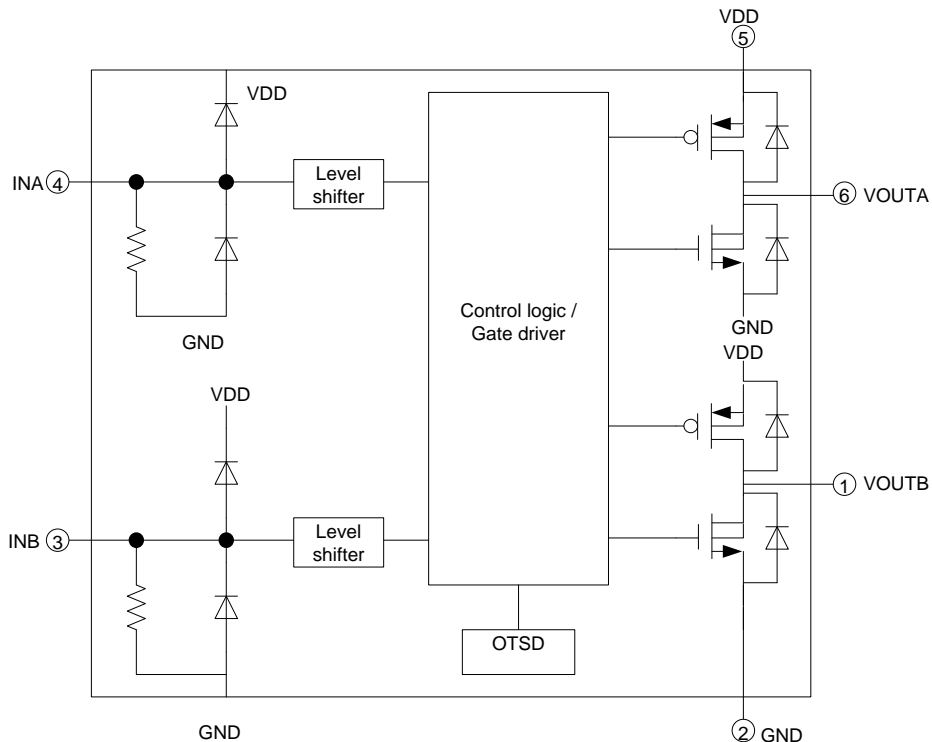 VDD
5
VDD
INA 4
Level
shifter
6 VOUTA
Control logic /
Gate driver
GND
GND
VDD
VDD
1 VOUTB
INB 3
Level
shifter
OTSD
GND
2 GND